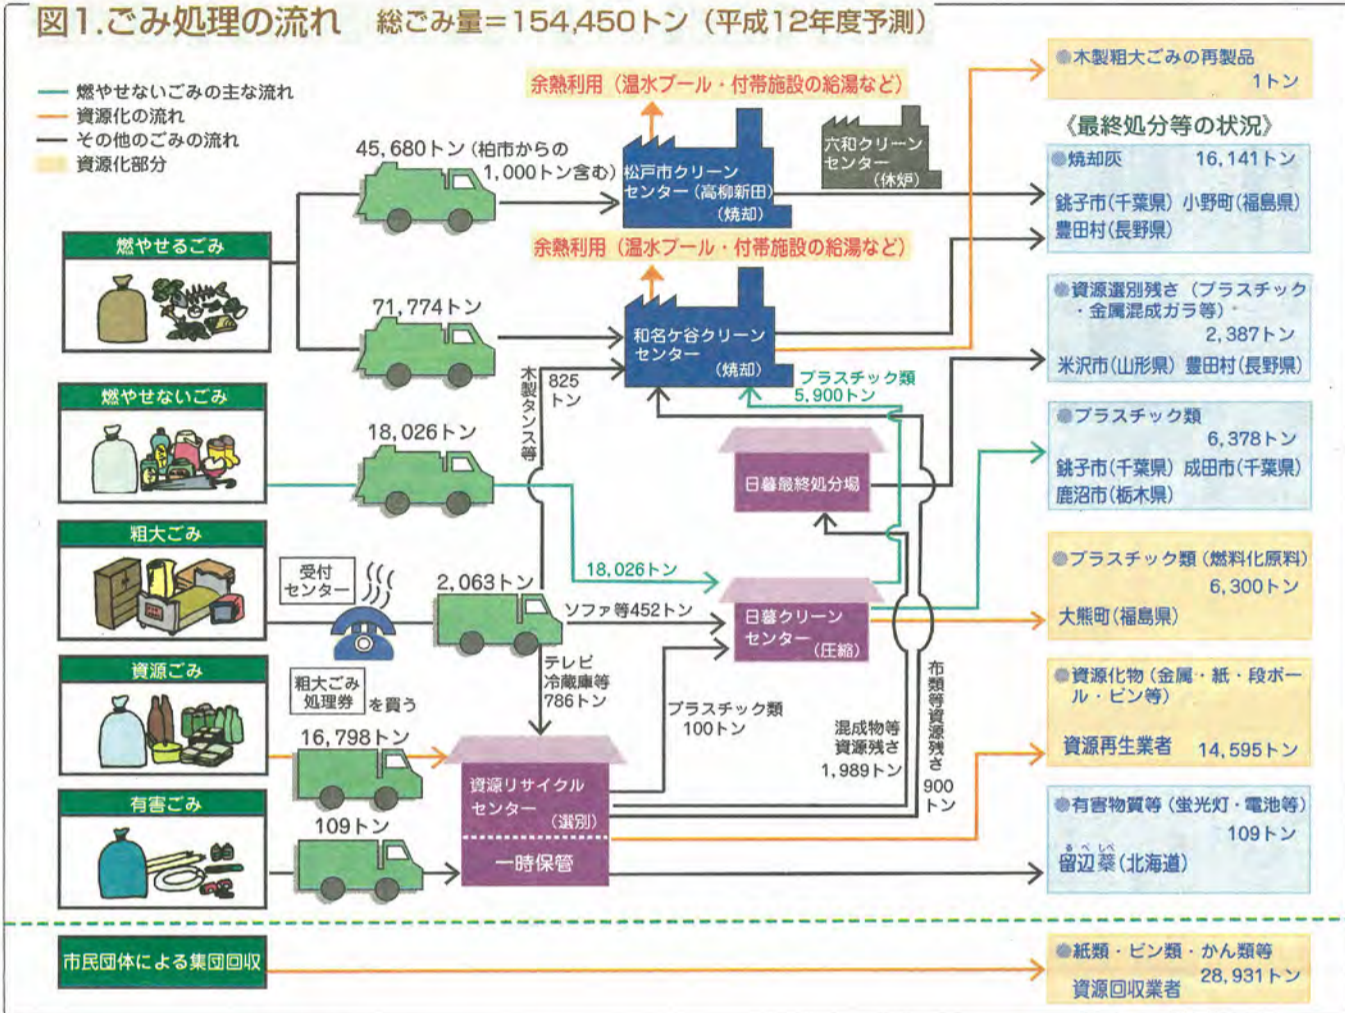 図1.ごみ処理の流れ 総ごみ量=154,450トン(平成12年度予測)
燃やせないごみの主な流れ
資源化の流れ
その他のごみの流れ
資源化部分
余熱利用(温水プール・付帯施設の給湯など)
45,680トン(柏市からの
1,000トン含む)
松戸市クリーン
センター(高柳新田)
(焼却)
六和クリーン
センター
(休炉)
燃やせるごみ
71,774トン
余熱利用(温水プール・付帯施設の給湯など)
和名ケ谷クリーン
センター
(焼却)
木製タンス等
825
トン
プラスチック類
5,900トン
燃やせないごみ
18,026トン
日暮最終処分場
粗大ごみ
受付
センター
2,063トン
18,026トン
ソファ等452トン
日暮クリーン
センター
(圧縮)
テレビ
冷蔵庫等
786トン
資源ごみ
粗大ごみ
処理券
を買う
16,798トン
プラスチック類
100トン
混成物等
資源残さ
1,989トン
布類等資源残さ
900
トン
資源リサイクル
センター
(選別)
一時保管
有害ごみ
109トン
市民団体による集団回収
●木製粗大ごみの再製品
1トン
《最終処分等の状況》
●焼却灰 16,141トン
銚子市(千葉県) 小野町(福島県)
豊田村(長野県)
●資源選別残さ(プラスチック
・金属混成ガラ等)
2,387トン
米沢市(山形県) 豊田村(長野県)
●プラスチック類
6,378トン
銚子市(千葉県) 成田市(千葉県)
鹿沼市(栃木県)
●プラスチック類(燃料化原料)
6,300トン
大熊町(福島県)
●資源化物(金属・紙・段ボー
ル・ビン等)
資源再生業者 14,595トン
●有害物質等(蛍光灯・電池等)
109トン
るべしべ
留辺蘂(北海道)
●紙類・ビン類・かん類等
28,931トン
資源回収業者